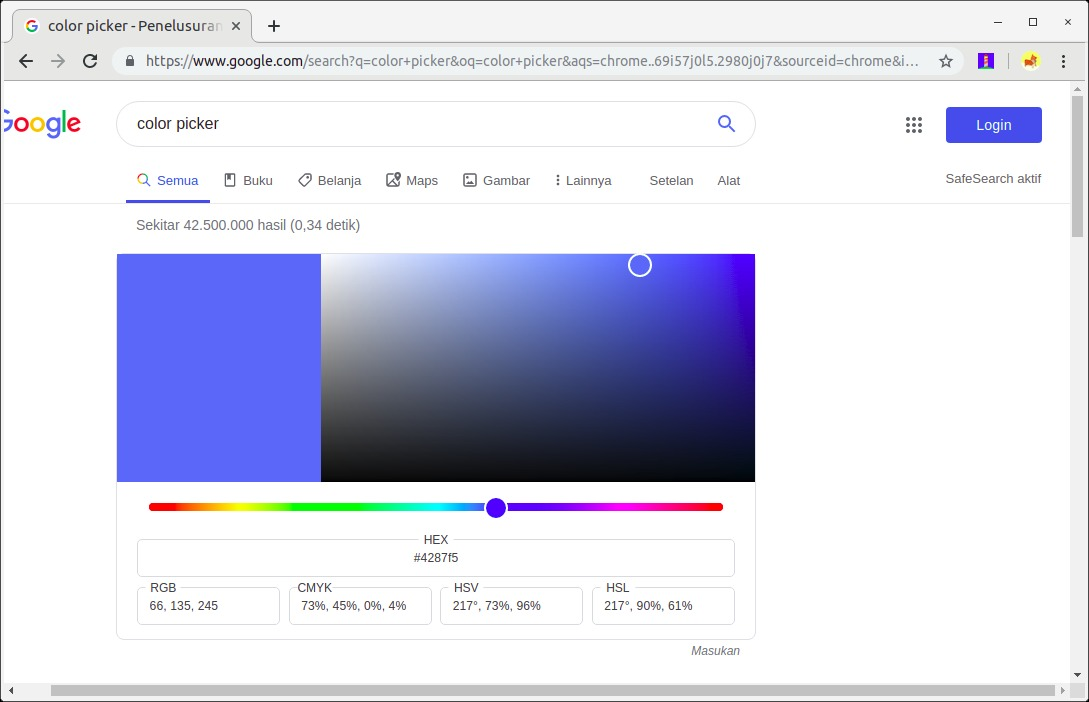 color picker - Penelusuran
https://www.google.com/search?q=color+picker&oq=color+picker&aqs=chrome..69i57j0l5.2980j0j7&sourceid=chrome&i...
Google
color picker
Login
Semua
Buku
Belanja
Maps
Gambar
Lainnya
Setelan
Alat
SafeSearch aktif
Sekitar 42.500.000 hasil (0,34 detik)
HEX
#4287f5
RGB
66, 135, 245
CMYK
73%, 45%, 0%, 4%
HSV
217°, 73%, 96%
HSL
217°, 90%, 61%
Masukan